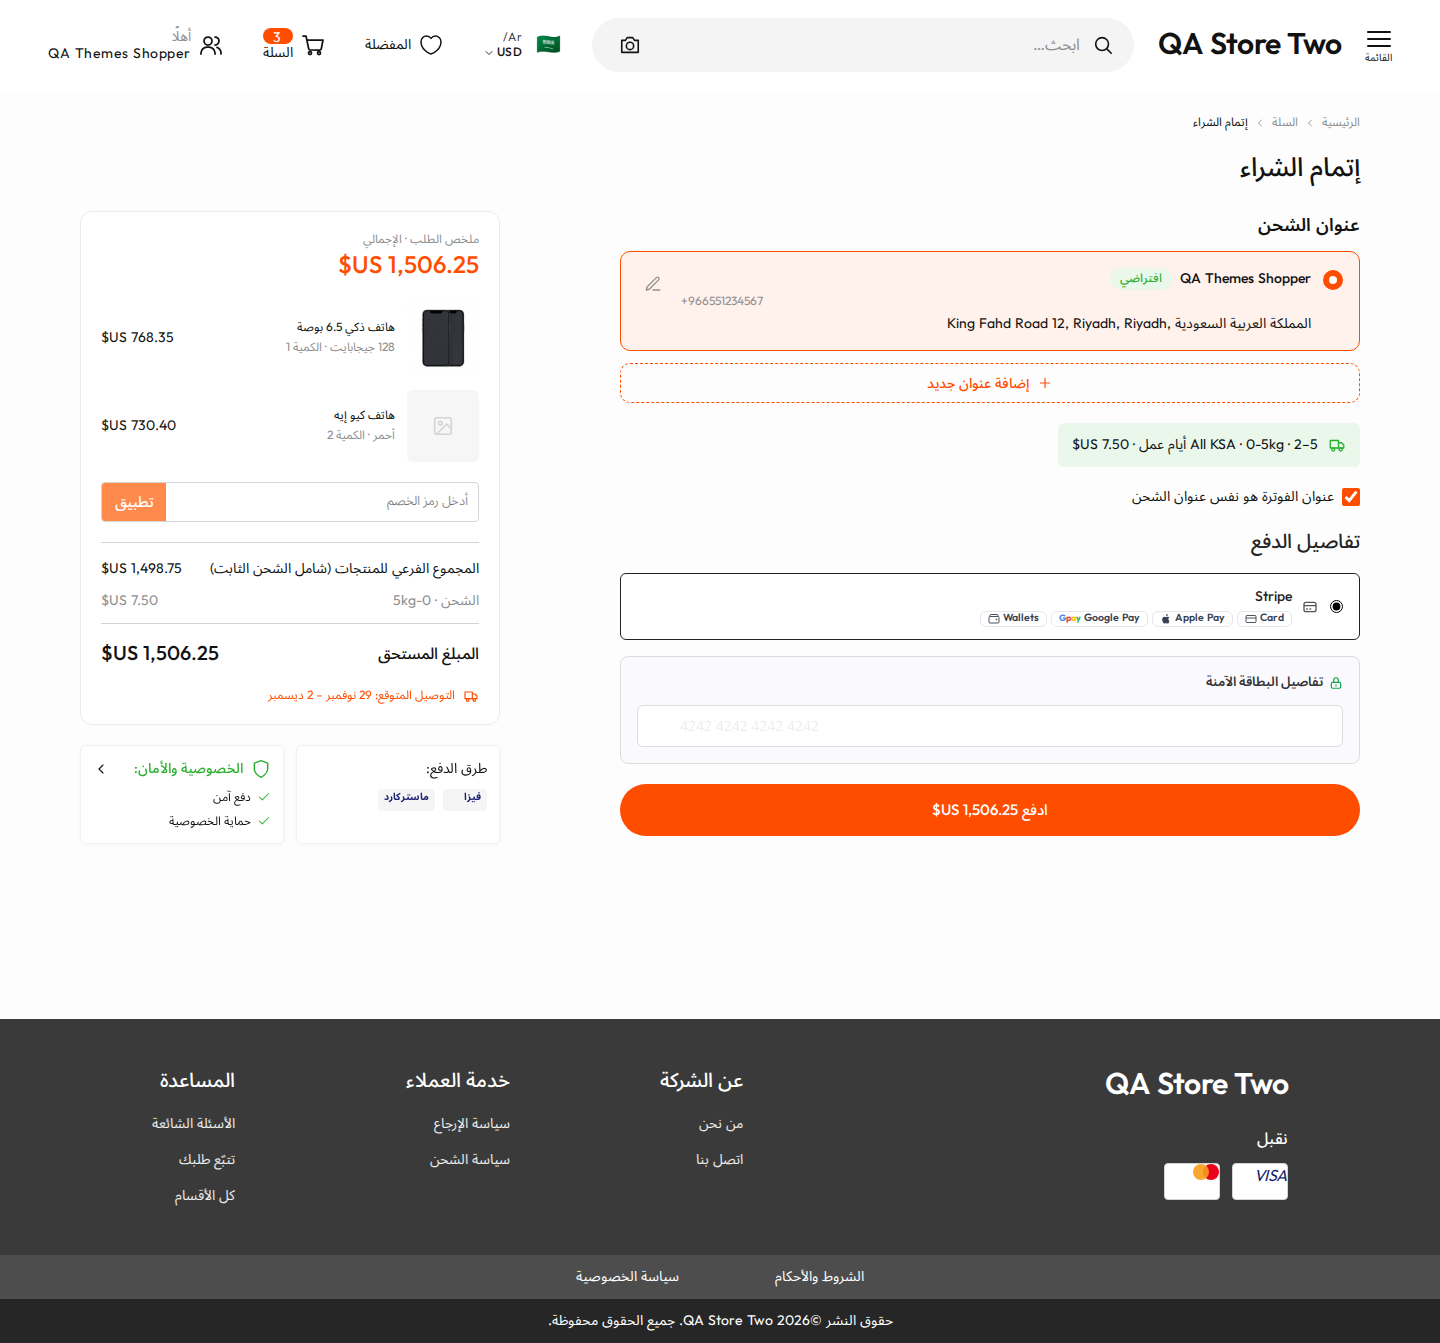 القائمة
QA Store Two
ابحث...
Ar/
USD
المفضلة
3
السلة
أهلًا
QA Themes Shopper
الرئيسية
السلة
إتمام الشراء
إتمام الشراء
عنوان الشحن
QA Themes Shopper
افتراضي
+966551234567
King Fahd Road 12, Riyadh, Riyadh, المملكة العربية السعودية
إضافة عنوان جديد
All KSA · 0-5kg · 2–5 أيام عمل · US 7.50$
عنوان الفوترة هو نفس عنوان الشحن
تفاصيل الدفع
Stripe
Card
Apple Pay
G Pay Google Pay
Wallets
تفاصيل البطاقة الآمنة
4242 4242 4242 4242
ادفع US 1,506.25$
ملخص الطلب · الإجمالي
$US 1,506.25
هاتف ذكي 6.5 بوصة
128 جيجابايت · الكمية 1
$US 768.35
هاتف كيو إيه
أحمر · الكمية 2
$US 730.40
أدخل رمز الخصم
تطبيق
المجموع الفرعي للمنتجات (شامل الشحن الثابت)
$US 1,498.75
الشحن · 0-5kg
$US 7.50
المبلغ المستحق
$US 1,506.25
التوصيل المتوقع: 29 نوفمبر – 2 ديسمبر
طرق الدفع:
فيزا
ماستركارد
الخصوصية والأمان:
دفع آمن
حماية الخصوصية
QA Store Two
نقبل
VISA
عن الشركة
من نحن
اتصل بنا
خدمة العملاء
سياسة الإرجاع
سياسة الشحن
المساعدة
الأسئلة الشائعة
تتبّع طلبك
كل الأقسام
الشروط والأحكام
سياسة الخصوصية
حقوق النشر ©2026 QA Store Two. جميع الحقوق محفوظة.